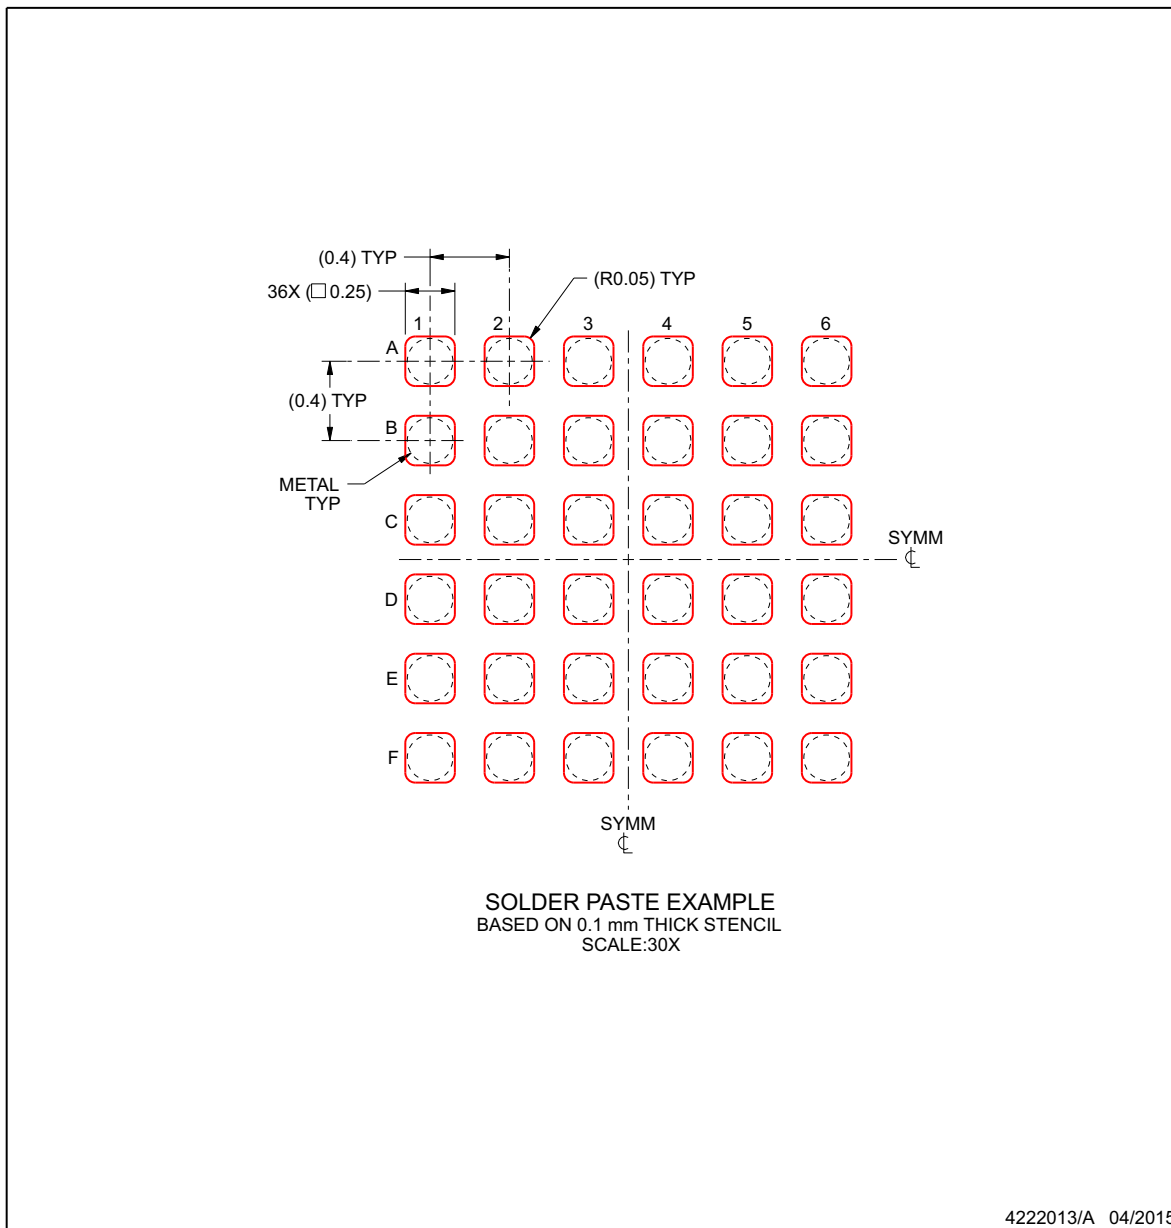 (0.4) TYP
36X (□ 0.25)
(R0.05) TYP
1 2 3 4 5 6
A
(0.4) TYP
B
METAL
TYP
C
SYMM
℄
D
E
F
SYMM
℄
SOLDER PASTE EXAMPLE
BASED ON 0.1 mm THICK STENCIL
SCALE:30X
4222013/A 04/2015